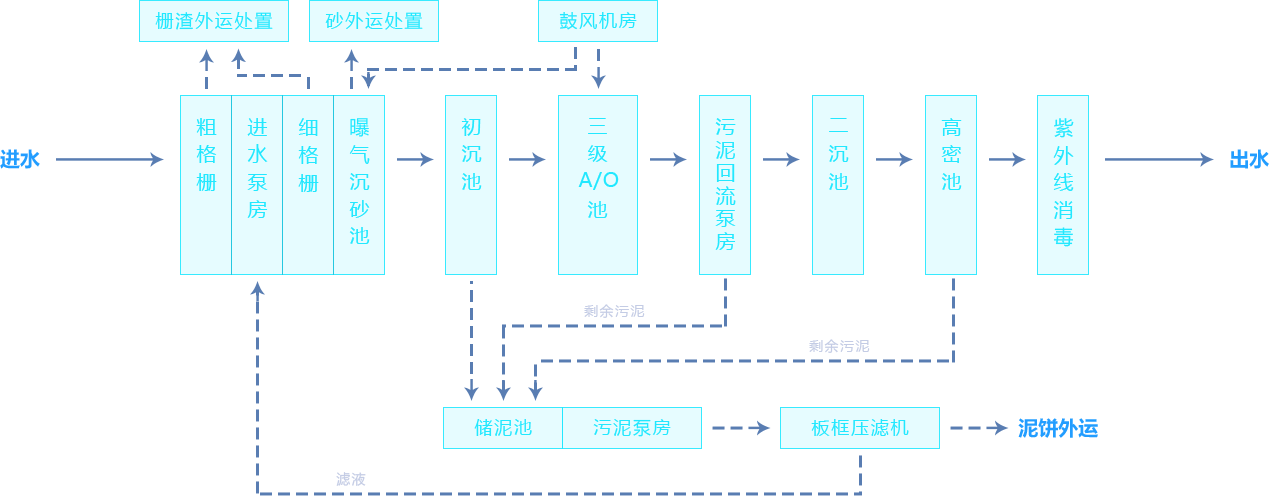 栅渣外运处置
砂外运处置
鼓风机房
进水
粗格栅
进水泵房
细格栅
曝气沉砂池
初沉池
三级A/O池
污泥回流泵房
二沉池
高密池
紫外线消毒
出水
剩余污泥
剩余污泥
储泥池
污泥泵房
板框压滤机
泥饼外运
滤液